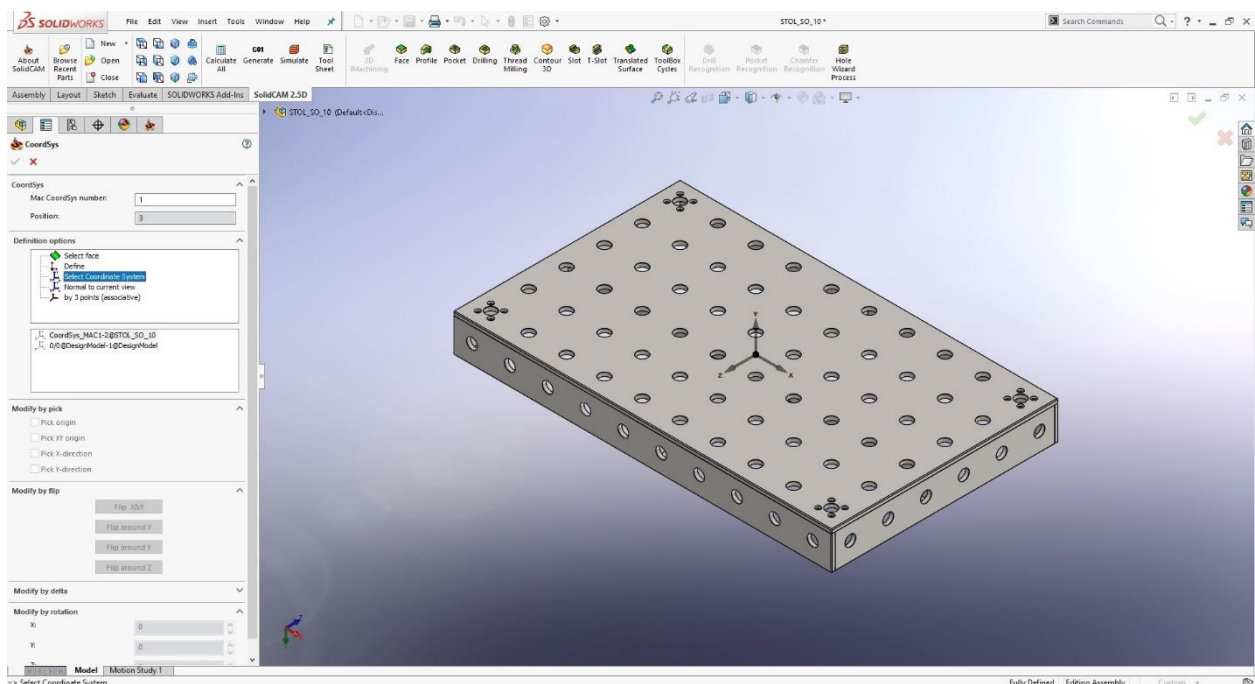 SOLIDWORKS File Edit View Insert Tools Window Help STOL_SO_10 * Search Commands ?
About SolidCAM
Browse Recent Parts
New
Open
Close
Calculate All
G01
Generate
Simulate
Tool Sheet
2D iMachining
Face
Profile
Pocket
Drilling
Thread Milling
Contour 3D
Slot
T-Slot
Translated Surface
ToolBox Cycles
Drill Recognition
Pocket Recognition
Chamfer Recognition
Hole Wizard Process
Assembly Layout Sketch Evaluate SOLIDWORKS Add-Ins SolidCAM 2.5D
STOL_SO_10 (Default<Dis...
CoordSys
CoordSys
Mac CoordSys number: 1
Position: 3
Definition options
Select face
Define
Select Coordinate System
Normal to current view
by 3 points (associative)
CoordSys_MAC1-2@STOL_SO_10
0/0@DesignModel-1@DesignModel
Modify by pick
Pick origin
Pick XY origin
Pick X-direction
Pick Y-direction
Modify by flip
Flip X&Y
Flip around X
Flip around Y
Flip around Z
Modify by delta
Modify by rotation
X: 0
Y: 0
Y
Z X
Model Motion Study 1
=> Select Coordinate System Fully Defined Editing Assembly Custom